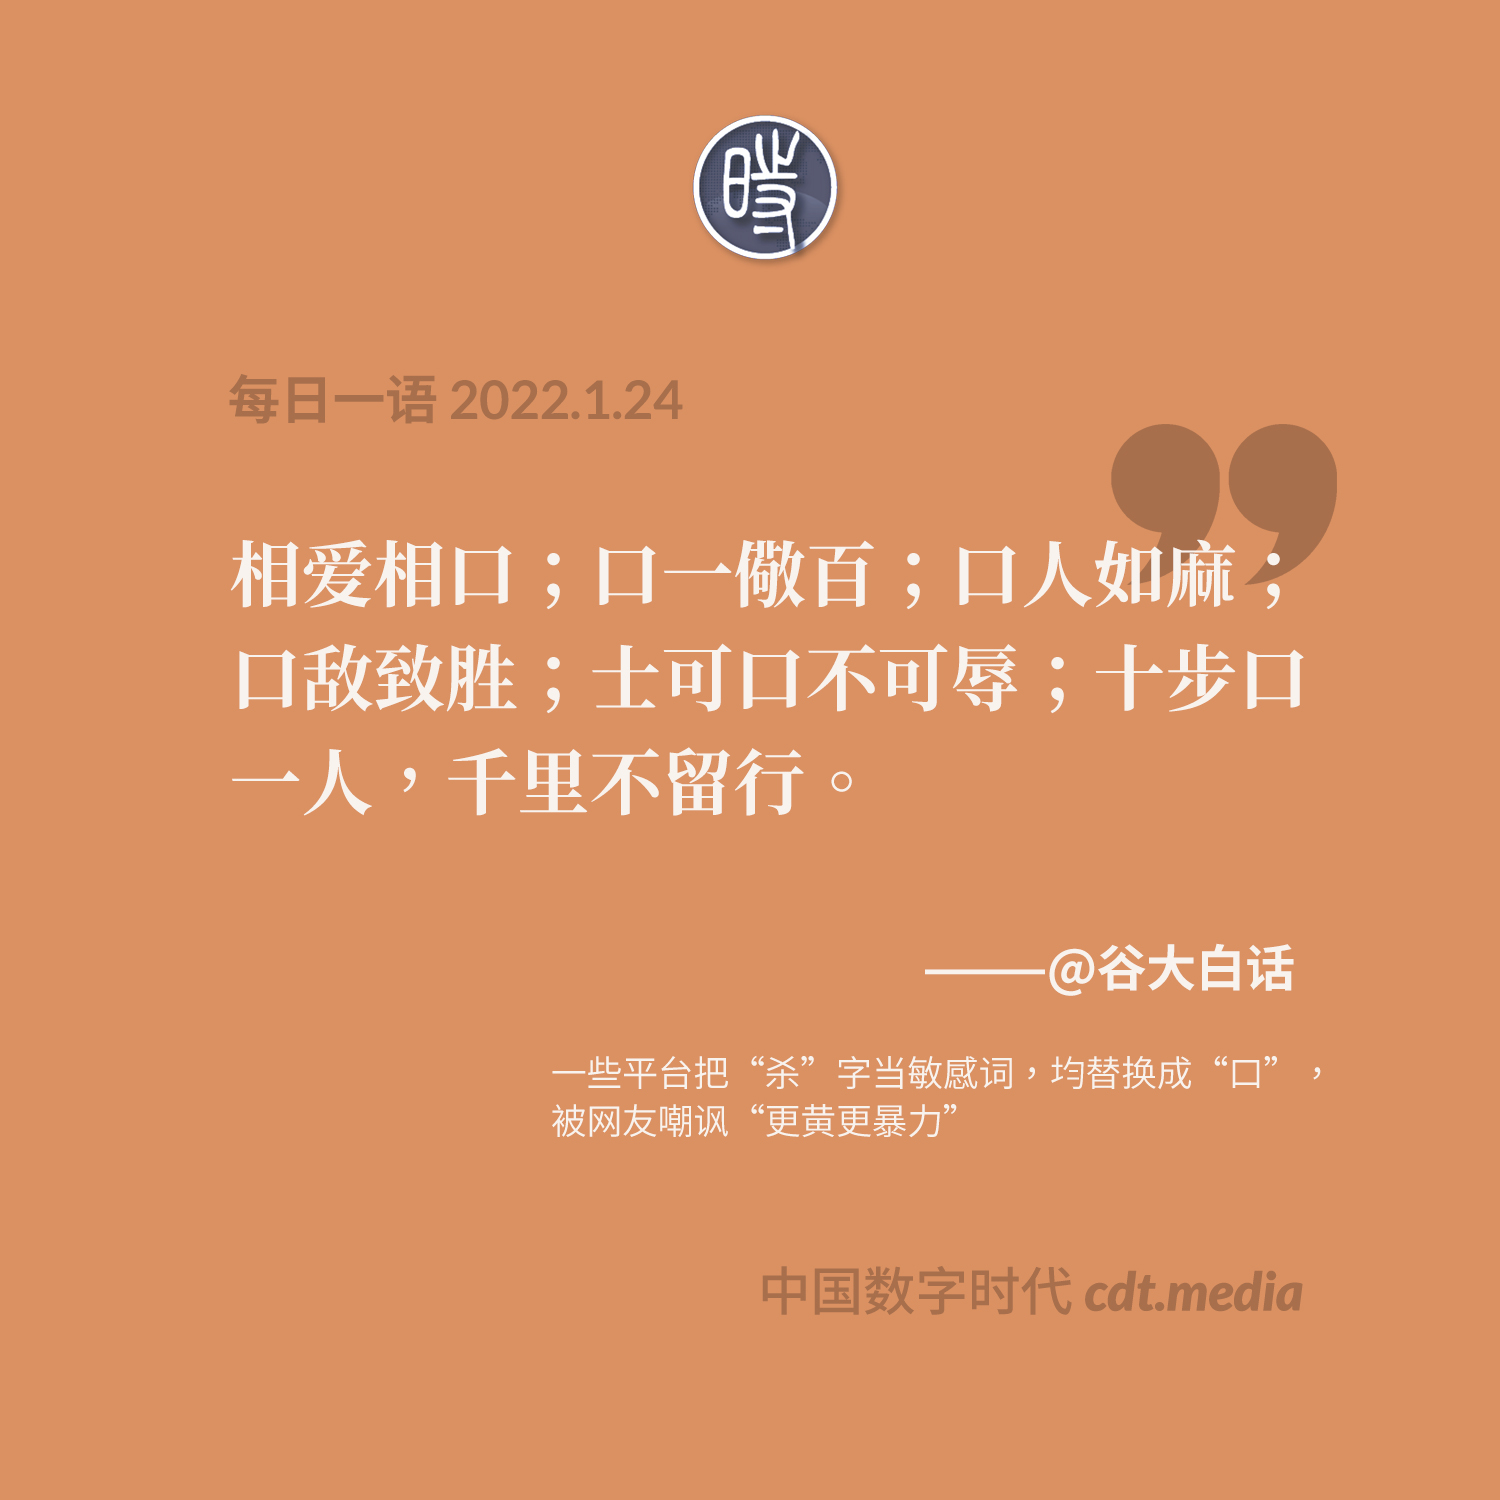 時
每日一语 2022.1.24
相爱相口；口一儆百；口人如麻；
口敌致胜；士可口不可辱；十步口
一人，千里不留行。
———@谷大白话
一些平台把“杀”字当敏感词，均替换成“口”，
被网友嘲讽“更黄更暴力”
中国数字时代 cdt.media